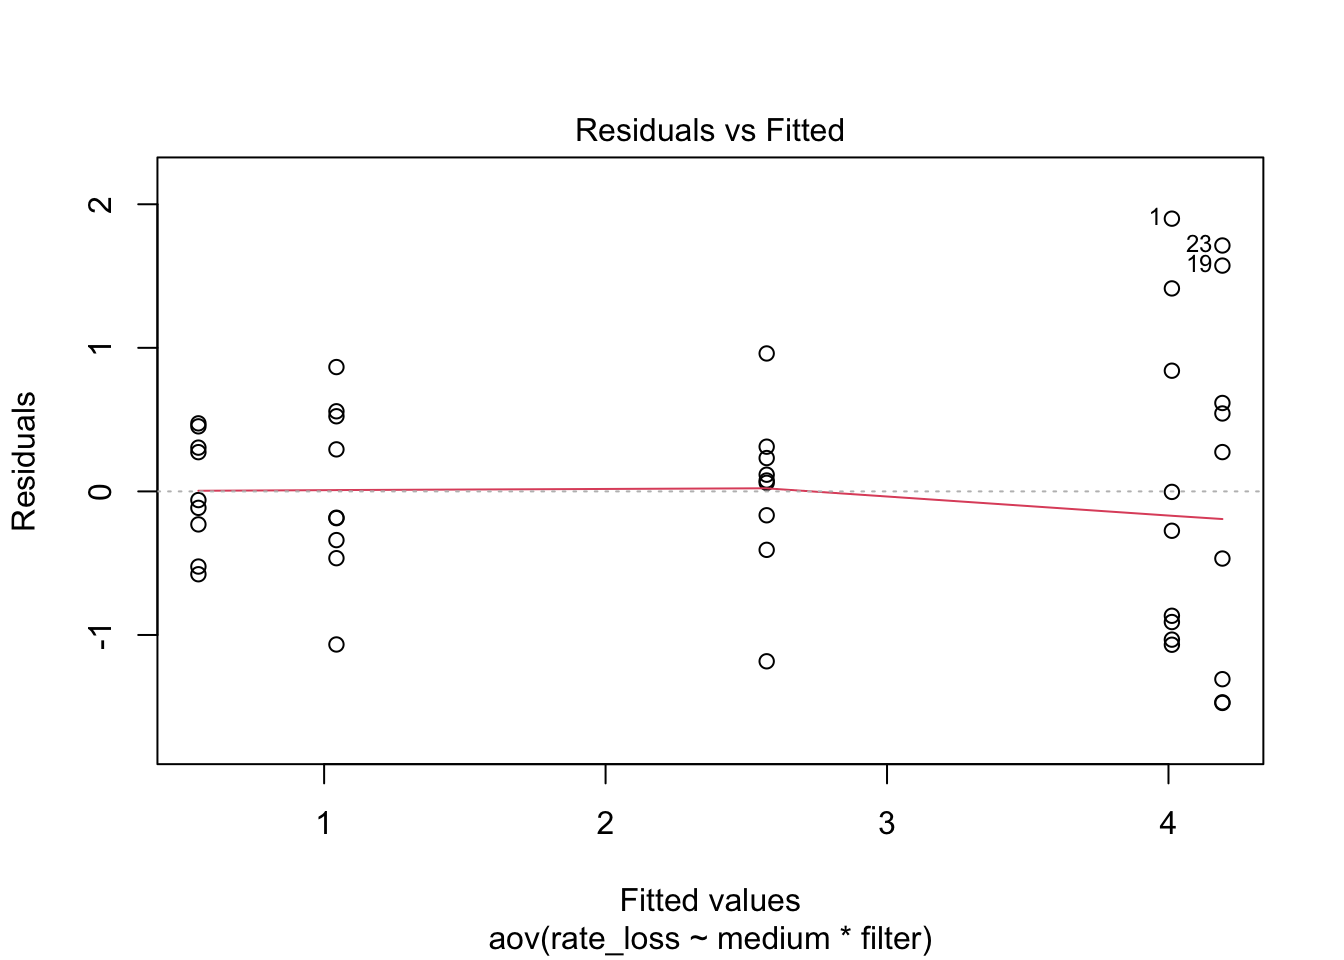 Residuals vs Fitted
2
1
0
-1
Residuals
1
23
19
1 2 3 4
Fitted values
aov(rate_loss ~ medium * filter)